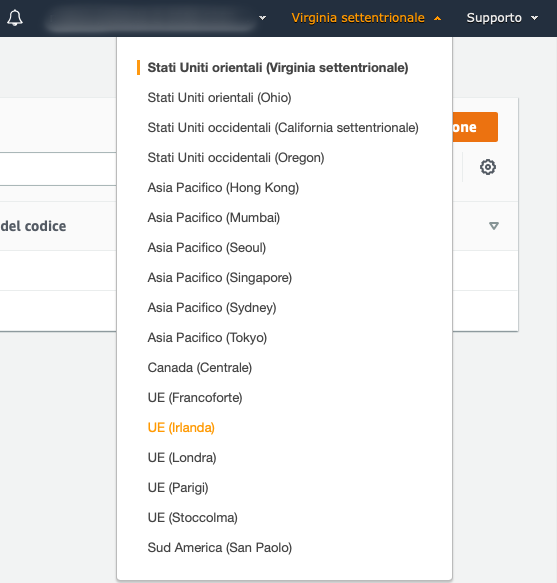 Virginia settentrionale Supporto
Stati Uniti orientali (Virginia settentrionale)
Stati Uniti orientali (Ohio)
one
Stati Uniti occidentali (California settentrionale)
Stati Uniti occidentali (Oregon)
Asia Pacifico (Hong Kong)
del codice
Asia Pacifico (Mumbai)
Asia Pacifico (Seoul)
Asia Pacifico (Singapore)
Asia Pacifico (Sydney)
Asia Pacifico (Tokyo)
Canada (Centrale)
UE (Francoforte)
UE (Irlanda)
UE (Londra)
UE (Parigi)
UE (Stoccolma)
Sud America (San Paolo)